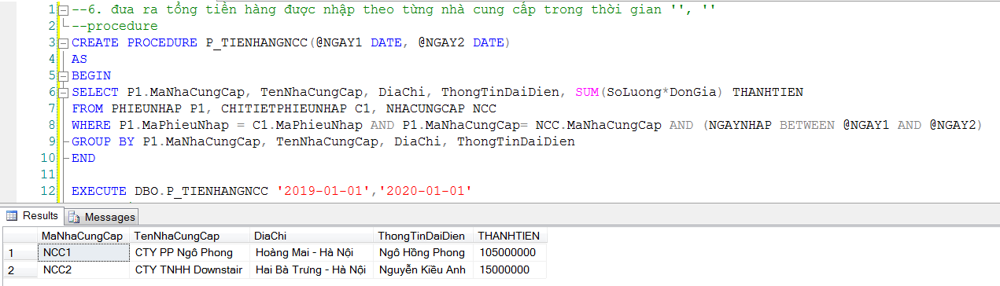 1 --6. đưa ra tổng tiền hàng được nhập theo từng nhà cung cấp trong thời gian '', ''
2 --procedure
3 CREATE PROCEDURE P_TIENHANGNCC(@NGAY1 DATE, @NGAY2 DATE)
4 AS
5 BEGIN
6 SELECT P1.MaNhaCungCap, TenNhaCungCap, DiaChi, ThongTinDaiDien, SUM(SoLuong*DonGia) THANHTIEN
7 FROM PHIEUNHAP P1, CHITIETPHIEUNHAP C1, NHACUNGCAP NCC
8 WHERE P1.MaPhieuNhap = C1.MaPhieuNhap AND P1.MaNhaCungCap= NCC.MaNhaCungCap AND (NGAYNHAP BETWEEN @NGAY1 AND @NGAY2)
9 GROUP BY P1.MaNhaCungCap, TenNhaCungCap, DiaChi, ThongTinDaiDien
10 END
11
12 EXECUTE DBO.P_TIENHANGNCC '2019-01-01','2020-01-01'
Results Messages
MaNhaCungCap TenNhaCungCap DiaChi ThongTinDaiDien THANHTIEN
1 NCC1 CTY PP Ngô Phong Hoàng Mai - Hà Nội Ngô Hồng Phong 105000000
2 NCC2 CTY TNHH Downstair Hai Bà Trưng - Hà Nội Nguyễn Kiều Anh 15000000